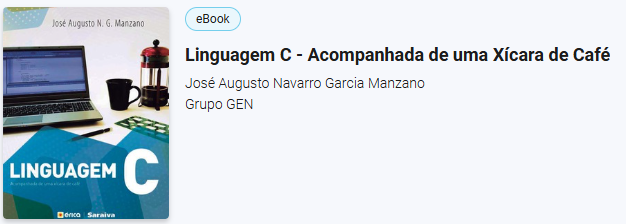 José Augusto N. G. Manzano
LINGUAGEM C
Acompanhada de uma xícara de café
érica | Saraiva
eBook
Linguagem C - Acompanhada de uma Xícara de Café
José Augusto Navarro Garcia Manzano
Grupo GEN